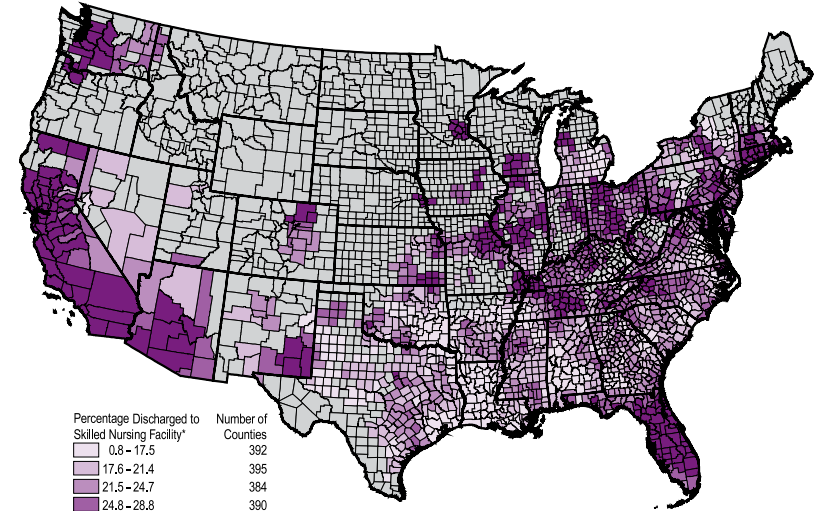 Percentage Discharged to Number of
Skilled Nursing Facility* Counties
0.8 – 17.5 392
17.6 – 21.4 395
21.5 – 24.7 384
24.8 – 28.8 390